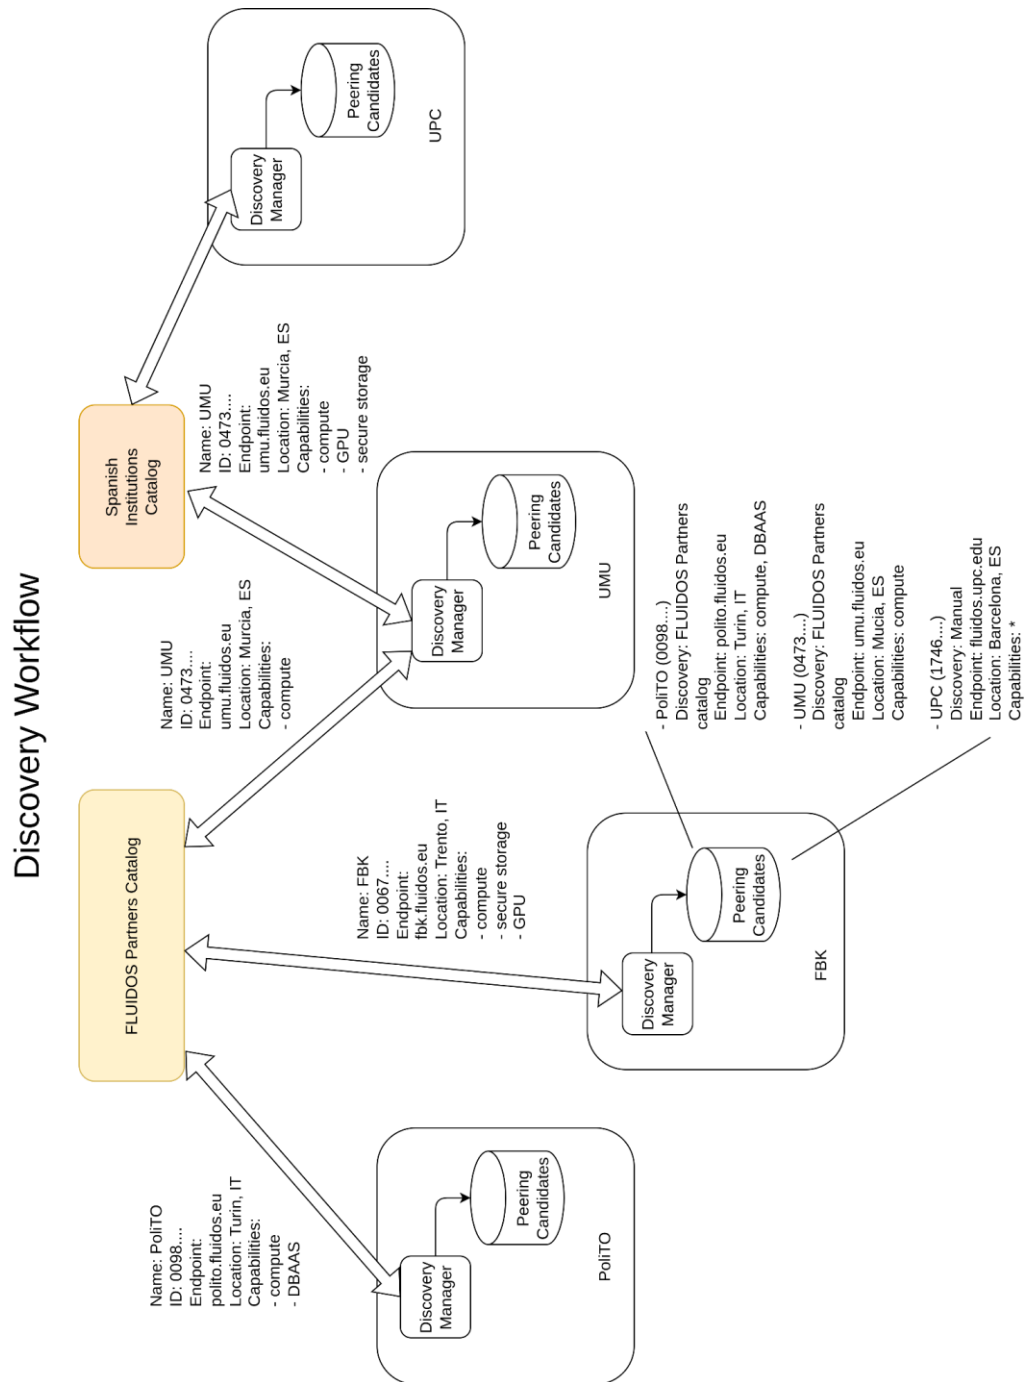 Discovery Workflow
FLUIDOS Partners Catalog
Spanish
Institutions
Catalog
Name: PoliTO
ID: 0098....
Endpoint:
polito.fluidos.eu
Location: Turin, IT
Capabilities:
- compute
- DBAAS
Name: FBK
ID: 0067....
Endpoint:
fbk.fluidos.eu
Location: Trento, IT
Capabilities:
- compute
- secure storage
- GPU
Name: UMU
ID: 0473....
Endpoint:
umu.fluidos.eu
Location: Murcia, ES
Capabilities:
- compute
Name: UMU
ID: 0473....
Endpoint:
umu.fluidos.eu
Location: Murcia, ES
Capabilities:
- compute
- GPU
- secure storage
Discovery
Manager
Peering
Candidates
PoliTO
Discovery
Manager
Peering
Candidates
FBK
Discovery
Manager
Peering
Candidates
UMU
Discovery
Manager
Peering
Candidates
UPC
- PoliTO (0098....)
Discovery: FLUIDOS Partners
catalog
Endpoint: polito.fluidos.eu
Location: Turin, IT
Capabilities: compute, DBAAS
- UMU (0473....)
Discovery: FLUIDOS Partners
catalog
Endpoint: umu.fluidos.eu
Location: Mucia, ES
Capabilities: compute
- UPC (1746....)
Discovery: Manual
Endpoint: fluidos.upc.edu
Location: Barcelona, ES
Capabilities: *